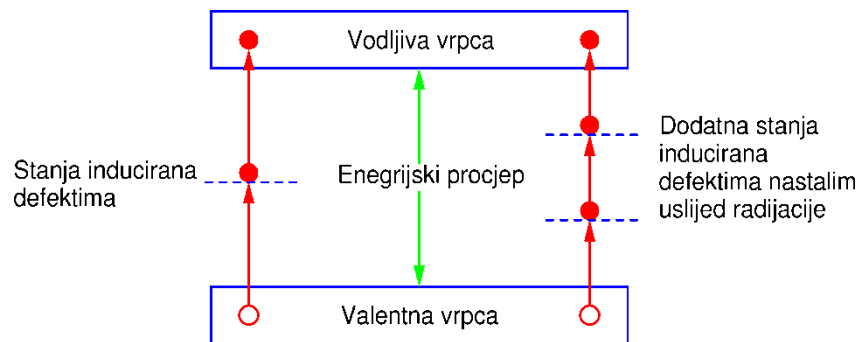 Vodljiva vrpca
Stanja inducirana
defektima
Enegrijski procjep
Dodatna stanja
inducirana
defektima nastalim
uslijed radijacije
Valentna vrpca